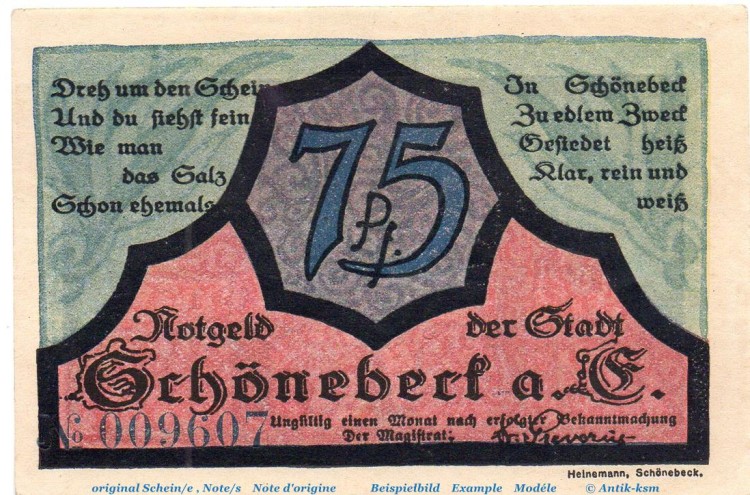 Dreh um den Schein
Und du siehst fein
Wie man
das Salz
Schon ehemals
In Schönebeck
Zu edlem Zweck
Gesiedet heiß
Klar, rein und
weiß
75
Pf.
Notgeld der Stadt
Schönebeck a. E.
No 009607
Ungültig einen Monat nach erfolgter Bekanntmachung
Der Magistrat:
Heinemann, Schönebeck.
original Schein/e , Note/s Nòte d'origine Beispielbild Example Modéle © Antik-ksm